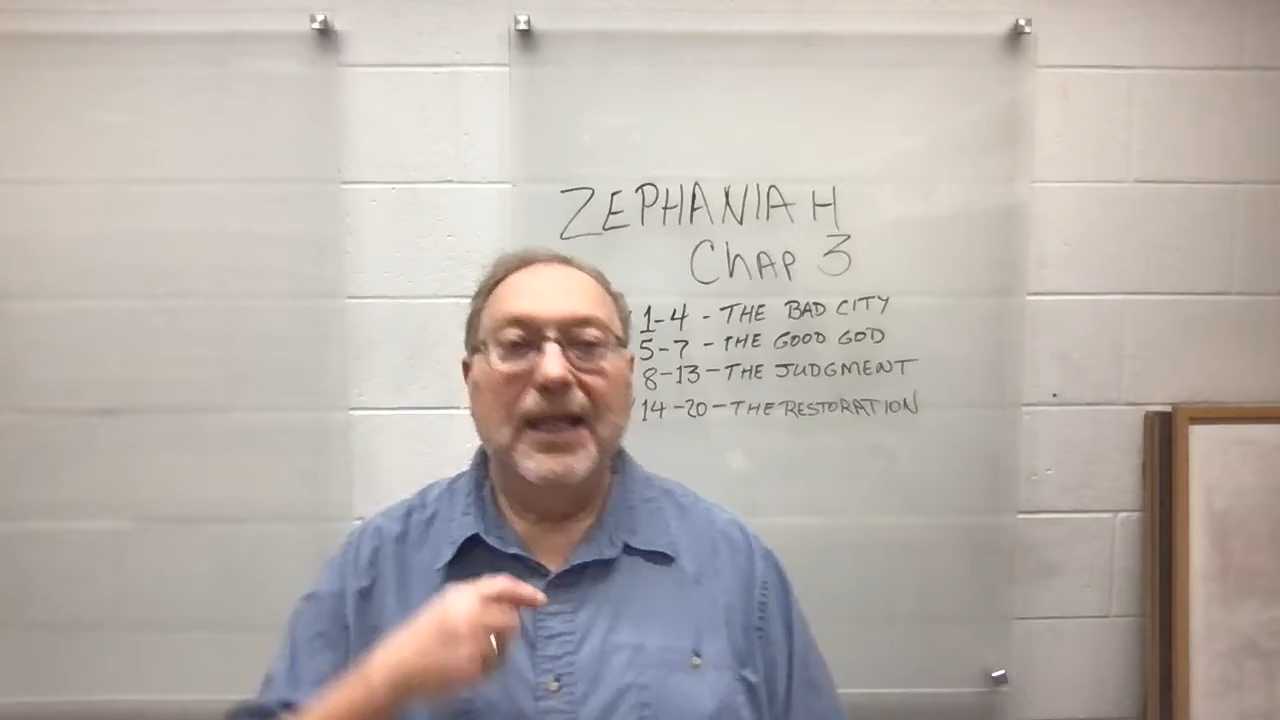 ZEPHANIAH
Chap 3
1-4 - THE BAD CITY
5-7 - THE GOOD GOD
8-13-THE JUDGMENT
14-20-THE RESTORATION